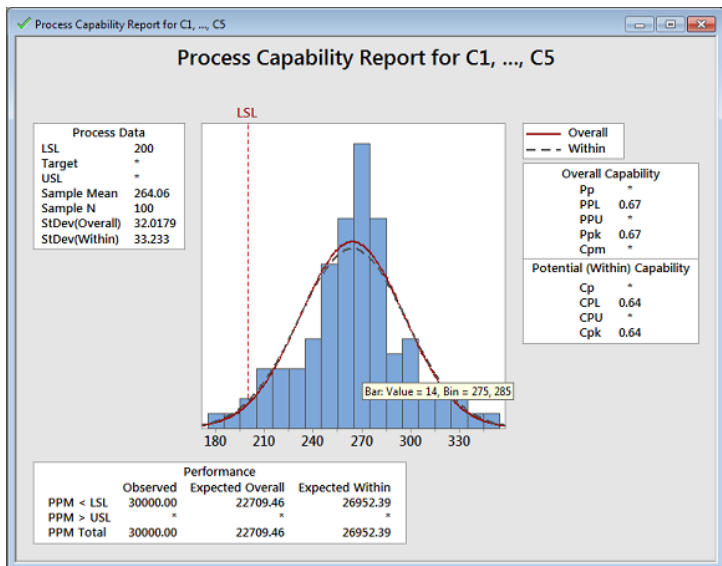 Process Capability Report for C1, ..., C5
Process Capability Report for C1, ..., C5
LSL
Process Data
LSL 200
Target *
USL *
Sample Mean 264.06
Sample N 100
StDev(Overall) 32.0179
StDev(Within) 33.233
Overall
Within
Overall Capability
Pp *
PPL 0.67
PPU *
Ppk 0.67
Cpm *
Potential (Within) Capability
Cp *
CPL 0.64
CPU *
Cpk 0.64
Bar: Value = 14, Bin = 275, 285
180 210 240 270 300 330
Performance
Observed Expected Overall Expected Within
PPM < LSL 30000.00 22709.46 26952.39
PPM > USL * * *
PPM Total 30000.00 22709.46 26952.39